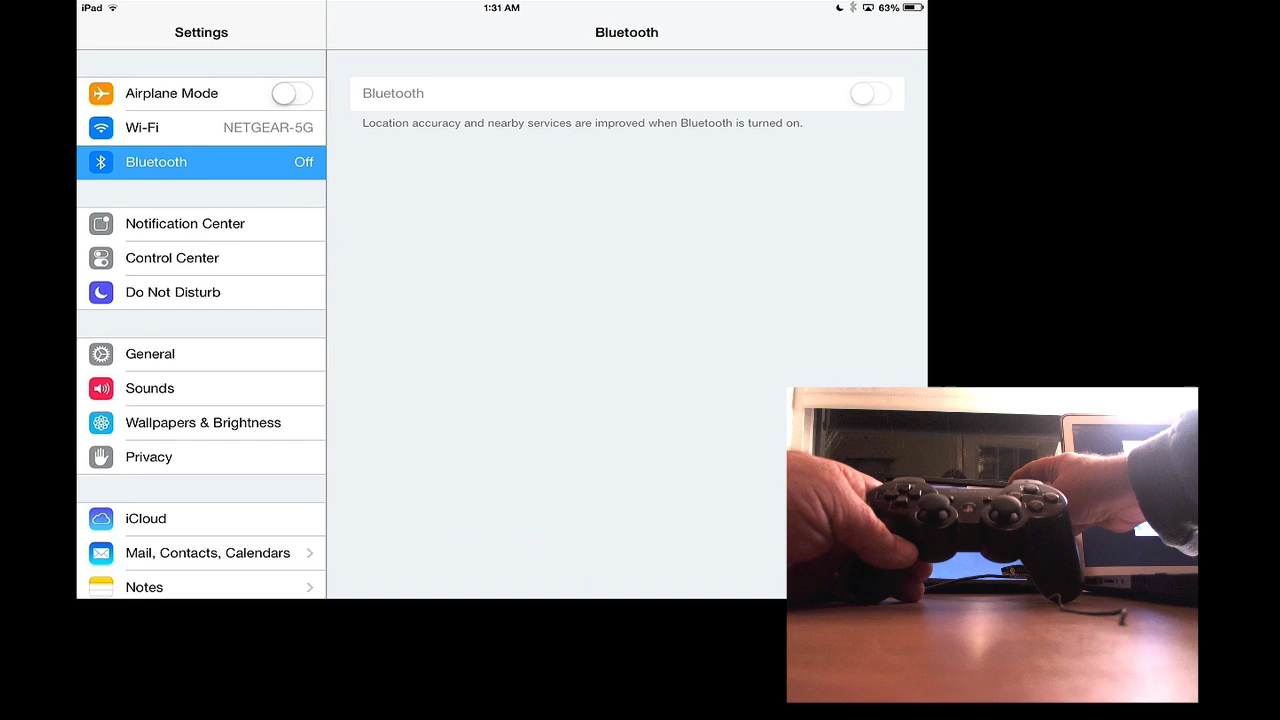 iPad
1:31 AM
63%
Settings
Bluetooth
Airplane Mode
Wi-Fi NETGEAR-5G
Bluetooth Off
Notification Center
Control Center
Do Not Disturb
General
Sounds
Wallpapers & Brightness
Privacy
iCloud
Mail, Contacts, Calendars
Notes
Bluetooth
Location accuracy and nearby services are improved when Bluetooth is turned on.